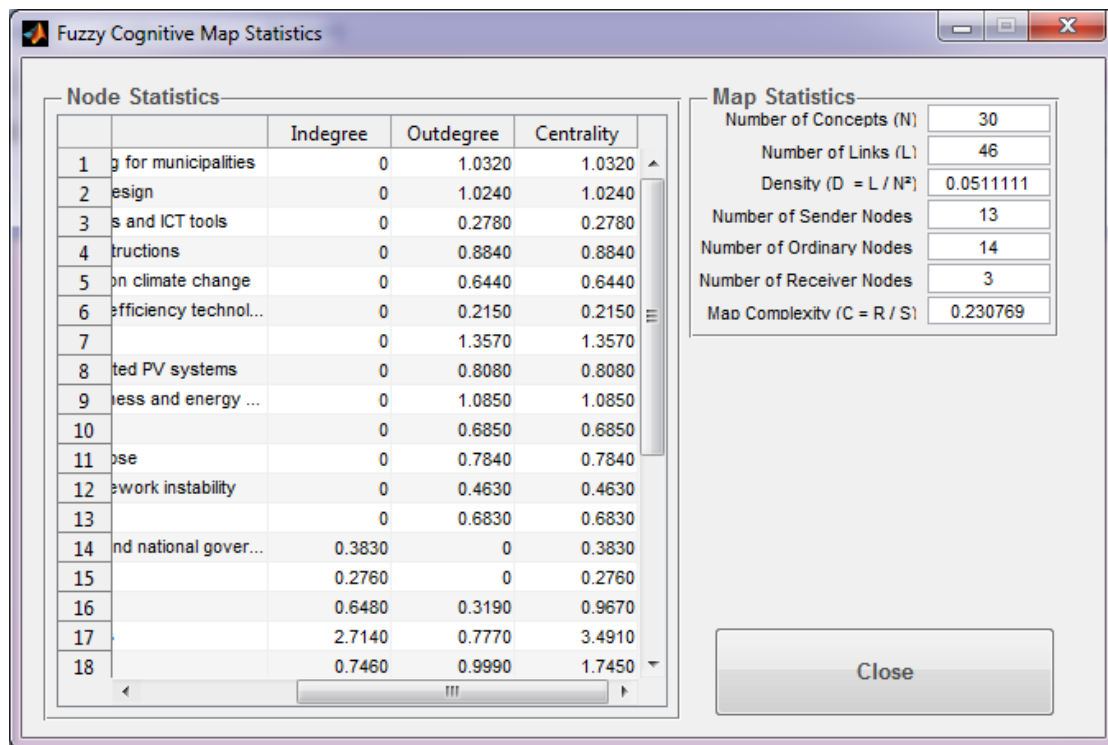 Fuzzy Cognitive Map Statistics
Node Statistics
Indegree Outdegree Centrality
1 g for municipalities 0 1.0320 1.0320
2 esign 0 1.0240 1.0240
3 s and ICT tools 0 0.2780 0.2780
4 tructions 0 0.8840 0.8840
5 on climate change 0 0.6440 0.6440
6 efficiency technol... 0 0.2150 0.2150
7 0 1.3570 1.3570
8 ted PV systems 0 0.8080 0.8080
9 ness and energy ... 0 1.0850 1.0850
10 0 0.6850 0.6850
11 ose 0 0.7840 0.7840
12 ework instability 0 0.4630 0.4630
13 0 0.6830 0.6830
14 nd national gover... 0.3830 0 0.3830
15 0.2760 0 0.2760
16 0.6480 0.3190 0.9670
17 2.7140 0.7770 3.4910
18 0.7460 0.9990 1.7450
Map Statistics
Number of Concepts (N) 30
Number of Links (L) 46
Density (D = L / N²) 0.0511111
Number of Sender Nodes 13
Number of Ordinary Nodes 14
Number of Receiver Nodes 3
Map Complexity (C = R / S) 0.230769
Close